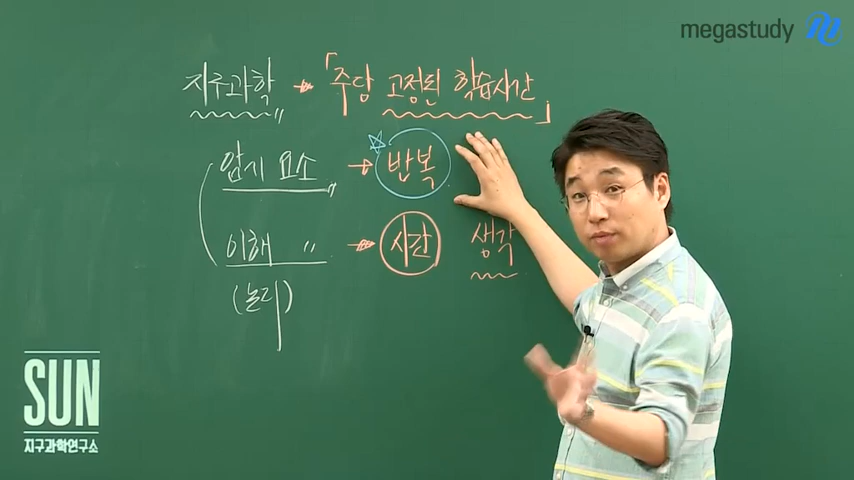 megastudy
지구과학 → 「주당 고정된 학습시간」
암기 요소 → 반복
이해 〃 → 시간 생각
(논리)
SUN
지구과학연구소